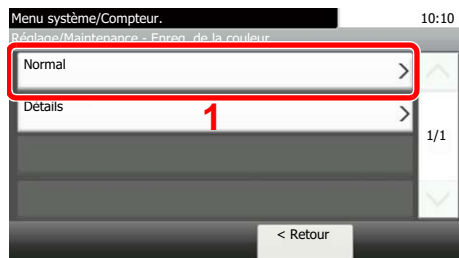 Menu système/Compteur.
10:10
Réglage/Maintenance - Enreg. de la couleur
Normal
>
Détails
>
1
1/1
< Retour